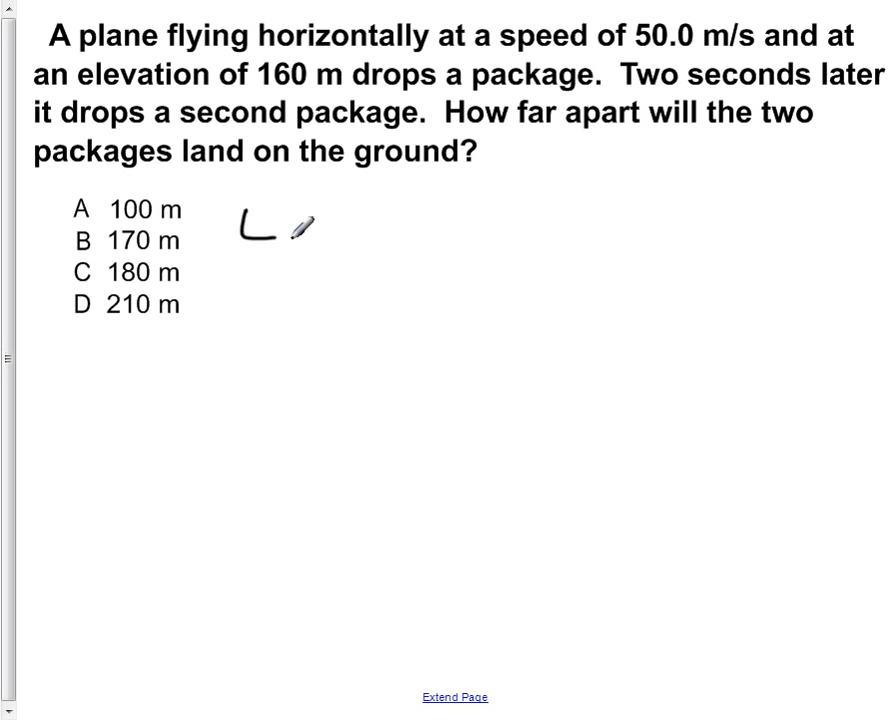 A plane flying horizontally at a speed of 50.0 m/s and at
an elevation of 160 m drops a package. Two seconds later
it drops a second package. How far apart will the two
packages land on the ground?
A 100 m
B 170 m
C 180 m
D 210 m
Extend Page